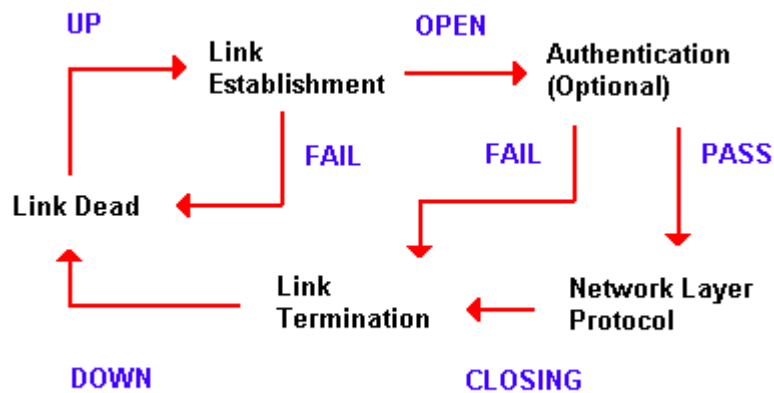 UP
OPEN
Link
Establishment
Authentication
(Optional)
FAIL
FAIL
PASS
Link Dead
Link
Termination
Network Layer
Protocol
DOWN
CLOSING